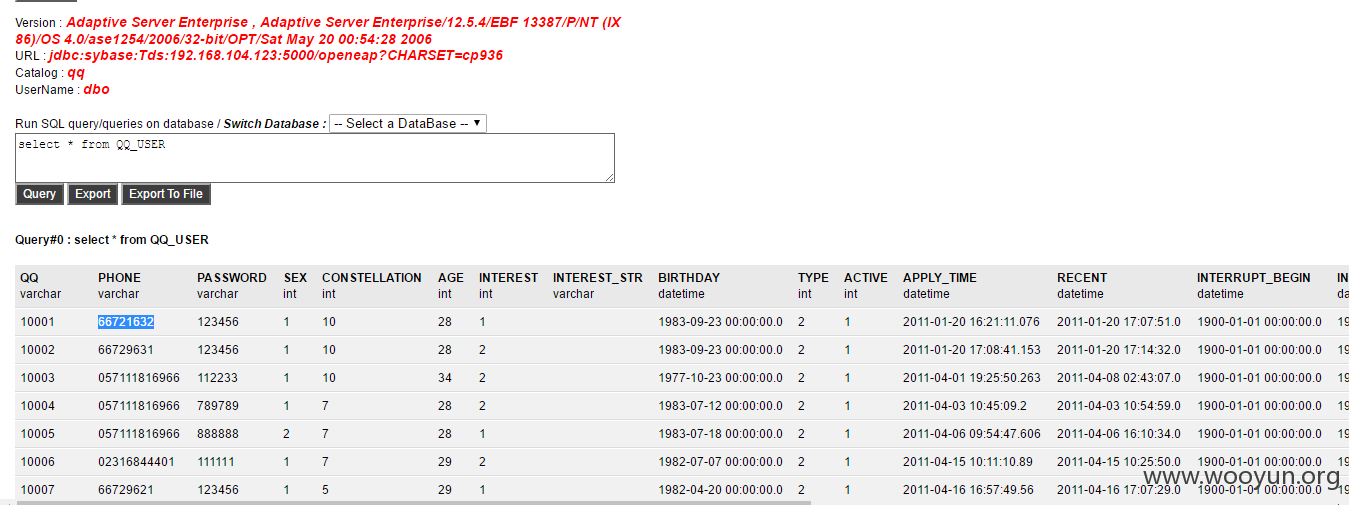 Version : Adaptive Server Enterprise , Adaptive Server Enterprise/12.5.4/EBF 13387/P/NT (IX
86)/OS 4.0/ase1254/2006/32-bit/OPT/Sat May 20 00:54:28 2006
URL : jdbc:sybase:Tds:192.168.104.123:5000/openeap?CHARSET=cp936
Catalog : qq
UserName : dbo
Run SQL query/queries on database / Switch Database : -- Select a DataBase --
select * from QQ_USER
Query Export Export To File
Query#0 : select * from QQ_USER
QQ PHONE PASSWORD SEX CONSTELLATION AGE INTEREST INTEREST_STR BIRTHDAY TYPE ACTIVE APPLY_TIME RECENT INTERRUPT_BEGIN IN
varchar varchar varchar int int int int varchar datetime int int datetime datetime datetime da
10001 66721632 123456 1 10 28 1 1983-09-23 00:00:00.0 2 1 2011-01-20 16:21:11.076 2011-01-20 17:07:51.0 1900-01-01 00:00:00.0 19
10002 66729631 123456 1 10 28 2 1983-09-23 00:00:00.0 2 1 2011-01-20 17:08:41.153 2011-01-20 17:14:32.0 1900-01-01 00:00:00.0 19
10003 057111816966 112233 1 10 34 2 1977-10-23 00:00:00.0 2 1 2011-04-01 19:25:50.263 2011-04-08 02:43:07.0 1900-01-01 00:00:00.0 19
10004 057111816966 789789 1 7 28 2 1983-07-12 00:00:00.0 2 1 2011-04-03 10:45:09.2 2011-04-03 10:54:59.0 1900-01-01 00:00:00.0 19
10005 057111816966 888888 2 7 28 1 1983-07-18 00:00:00.0 2 1 2011-04-06 09:54:47.606 2011-04-06 16:10:34.0 1900-01-01 00:00:00.0 19
10006 02316844401 111111 1 7 29 2 1982-07-07 00:00:00.0 2 1 2011-04-15 10:11:10.89 2011-04-15 10:25:50.0 1900-01-01 00:00:00.0 19
10007 66729621 123456 1 5 29 1 1982-04-20 00:00:00.0 2 1 2011-04-16 16:57:49.56 2011-04-16 17:07:29.0 1900-01-01 00:00:00.0 19
www.wooyun.org